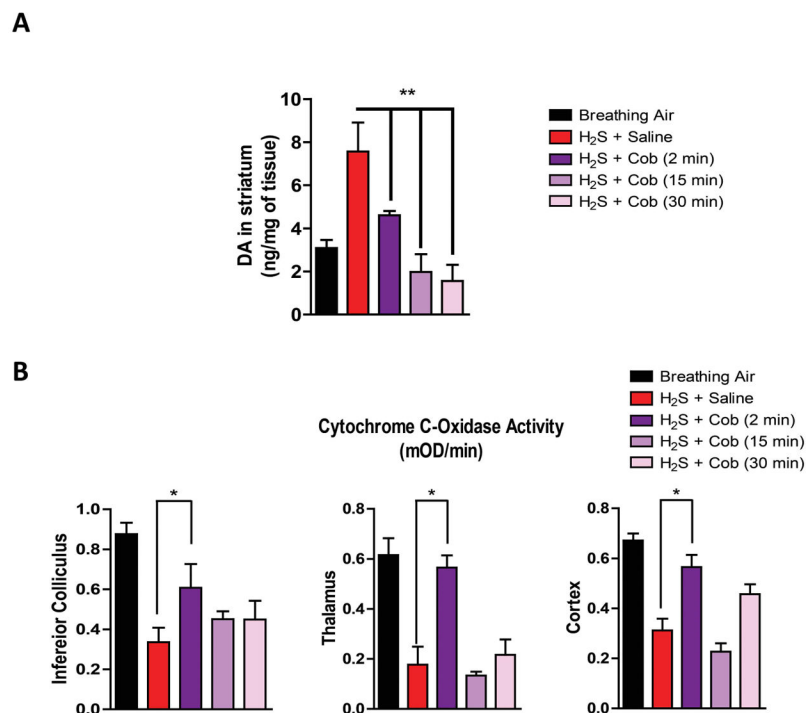 A
**
10
8
6
4
2
0
DA in striatum
(ng/mg of tissue)
Breathing Air
H₂S + Saline
H₂S + Cob (2 min)
H₂S + Cob (15 min)
H₂S + Cob (30 min)
B
Breathing Air
H₂S + Saline
H₂S + Cob (2 min)
H₂S + Cob (15 min)
H₂S + Cob (30 min)
Cytochrome C-Oxidase Activity
(mOD/min)
*
1.0
0.8
0.6
0.4
0.2
0.0
Infereior Colliculus
*
0.8
0.6
0.4
0.2
0.0
Thalamus
*
0.8
0.6
0.4
0.2
0.0
Cortex